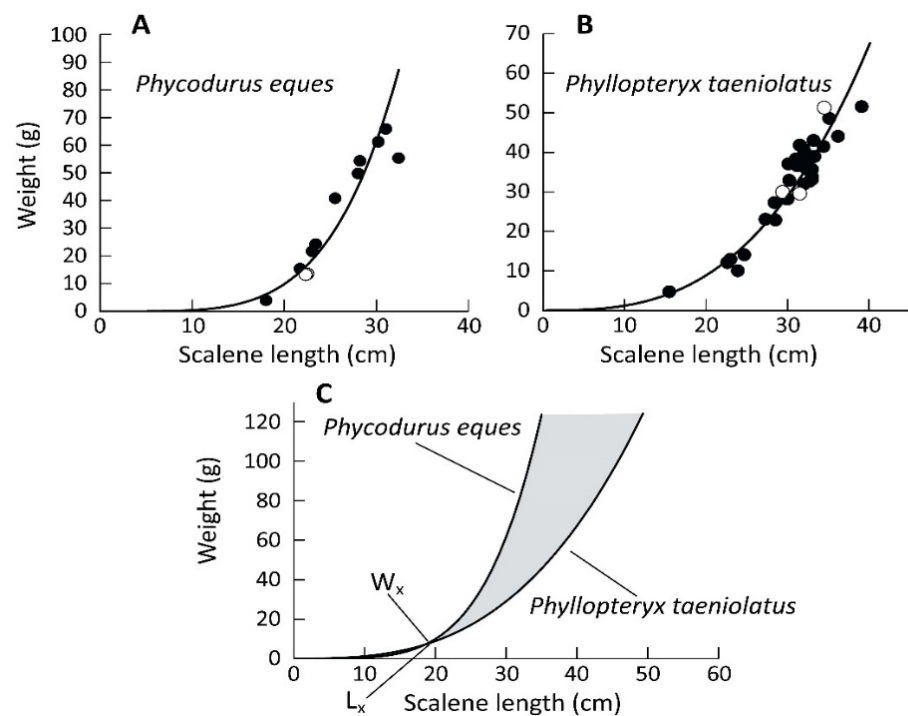 A
100
90
80
70
60
50
40
30
20
10
0
Weight (g)
Phycodurus eques
0 10 20 30 40
Scalene length (cm)
B
70
60
50
40
30
20
10
0
Phyllopteryx taeniolatus
0 10 20 30 40
Scalene length (cm)
C
120
100
80
60
40
20
0
Weight (g)
Phycodurus eques
Wx
Phyllopteryx taeniolatus
0 10 20 30 40 50 60
Lx
Scalene length (cm)